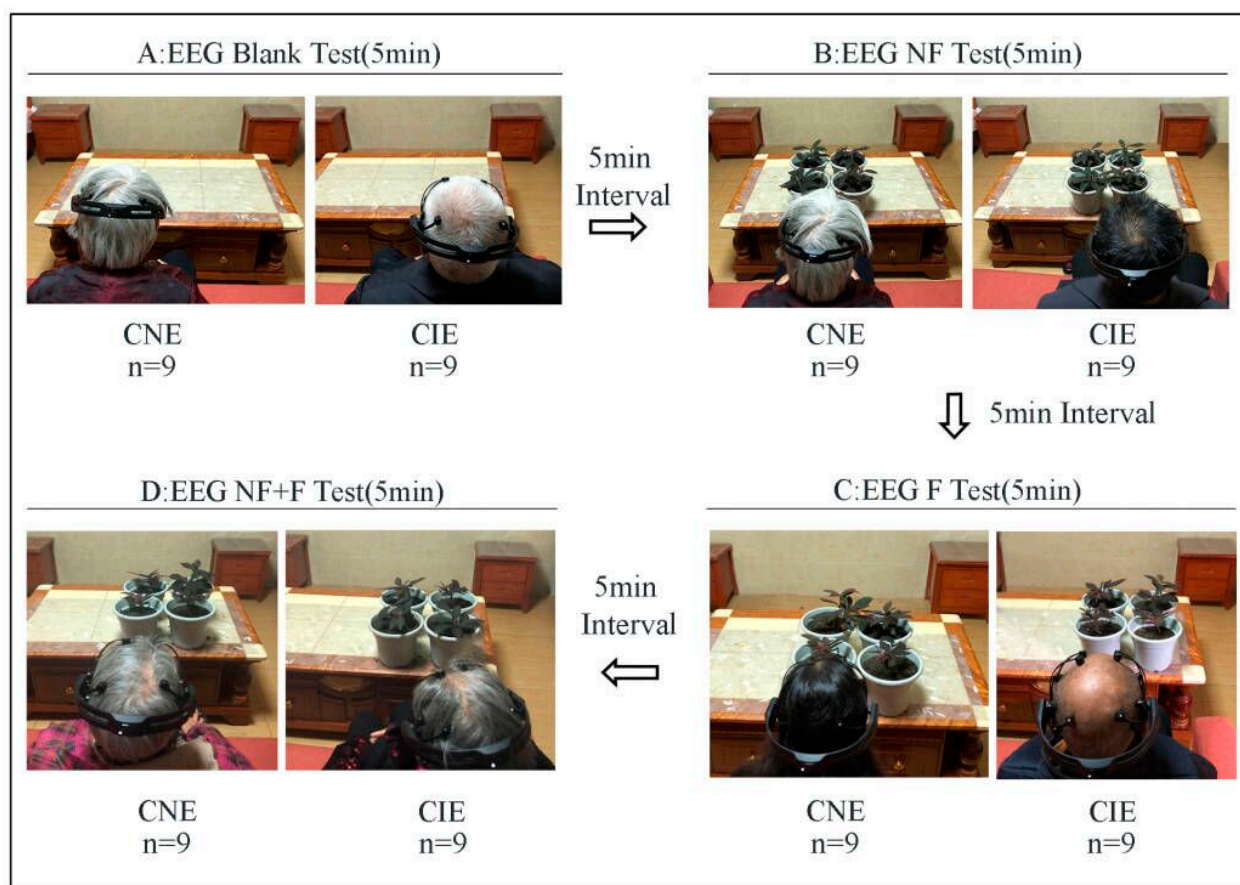 A:EEG Blank Test(5min)
CNE
n=9
CIE
n=9
5min
Interval
B:EEG NF Test(5min)
CNE
n=9
CIE
n=9
5min Interval
C:EEG F Test(5min)
CNE
n=9
CIE
n=9
5min
Interval
D:EEG NF+F Test(5min)
CNE
n=9
CIE
n=9